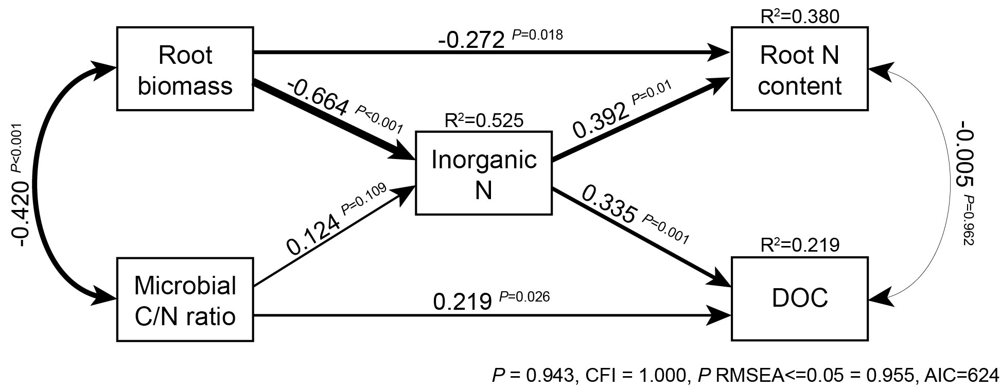 R²=0.380
Root
biomass
-0.272 P=0.018
Root N
content
-0.664 P<0.001
0.392 P=0.01
R²=0.525
Inorganic
N
-0.420 P<0.001
-0.005 P=0.962
0.124 P=0.109
0.335 P=0.001
R²=0.219
Microbial
C/N ratio
0.219 P=0.026
DOC
P = 0.943, CFI = 1.000, P RMSEA<=0.05 = 0.955, AIC=624